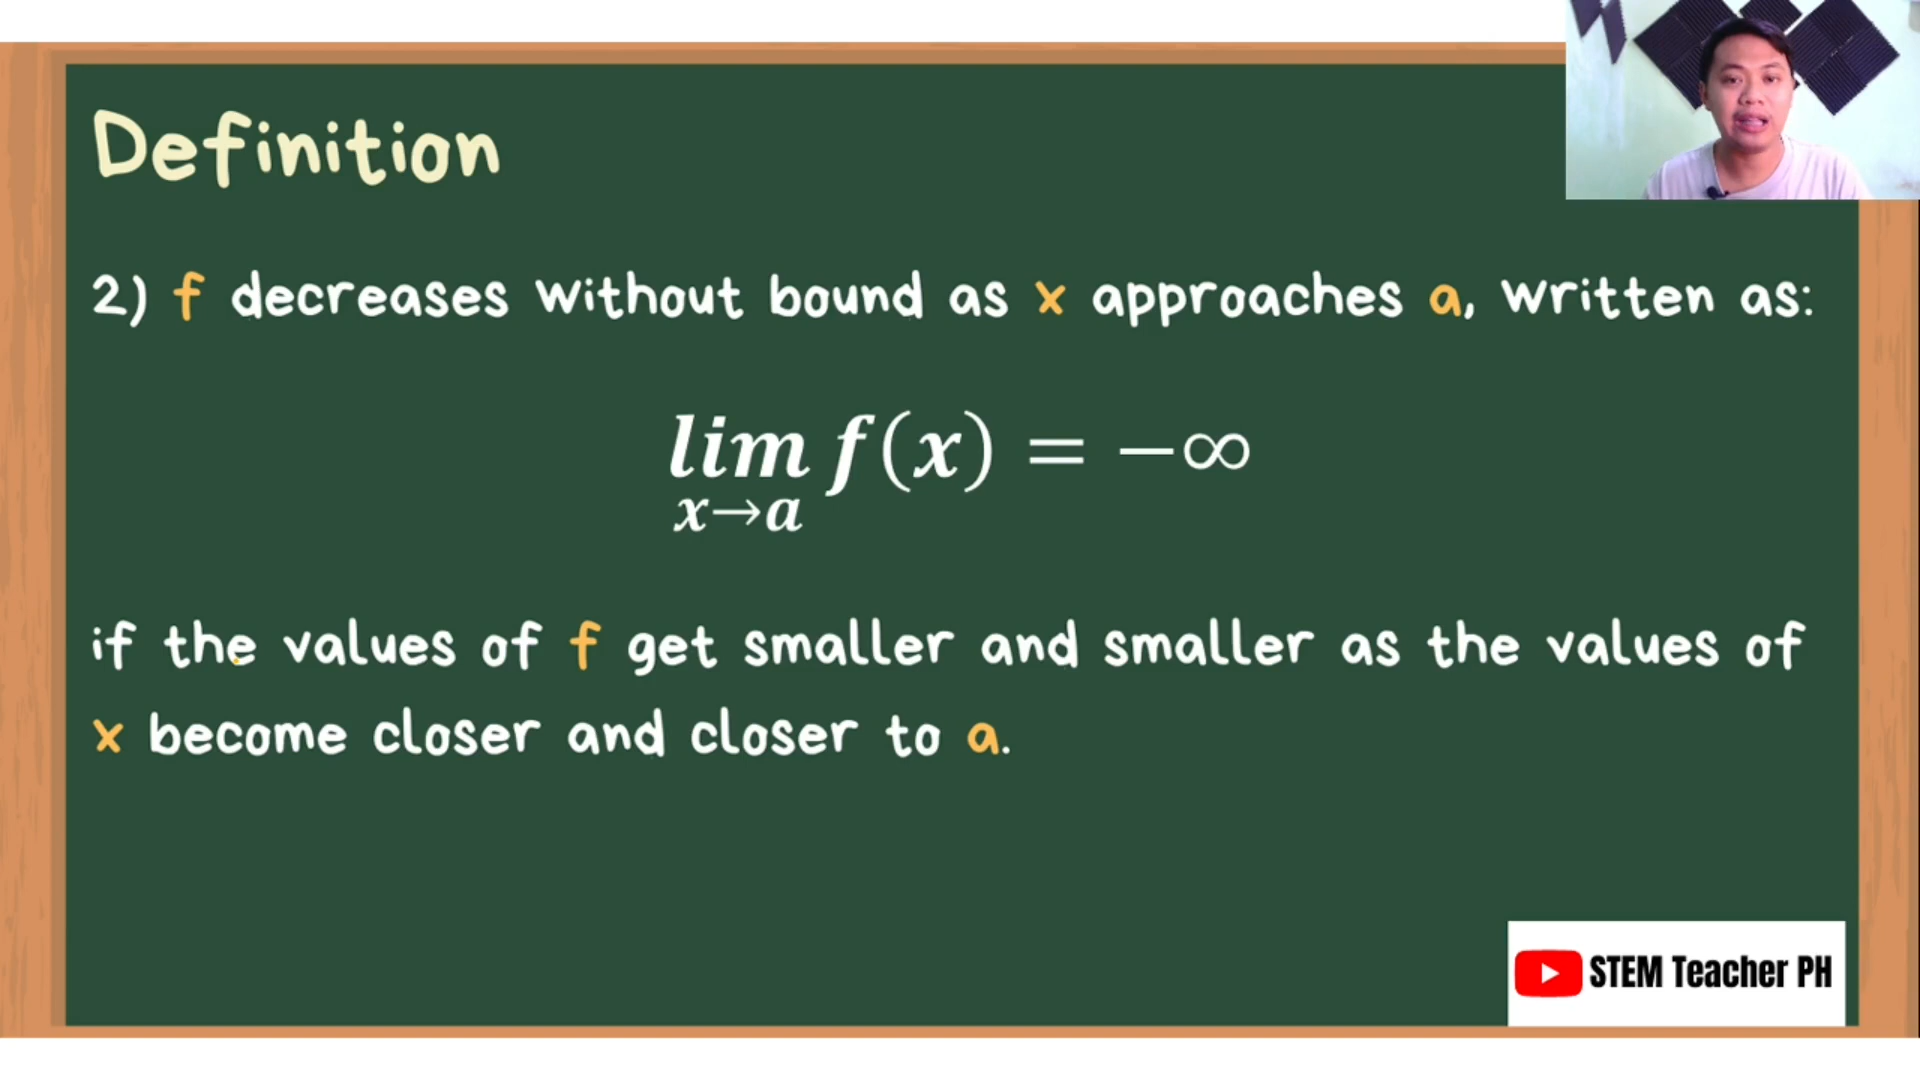 Definition
2) f decreases without bound as x approaches a, written as:
lim f(x) = −∞
x→a
if the values of f get smaller and smaller as the values of
x become closer and closer to a.
STEM Teacher PH